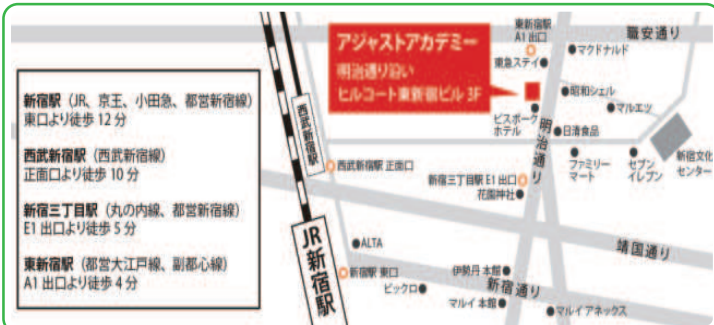 新宿駅（JR、京王、小田急、都営新宿線）
東口より徒歩 12 分
西武新宿駅（西武新宿線）
正面口より徒歩 10 分
新宿三丁目駅（丸の内線、都営新宿線）
E1 出口より徒歩 5 分
東新宿駅（都営大江戸線、副都心線）
A1 出口より徒歩 4 分
アジャストアカデミー
明治通り沿い
ヒルコート東新宿ビル 3F
東新宿駅
A1 出口
東急ステイ
職安通り
マクドナルド
昭和シェル
マルエツ
ビスポーク
ホテル
日清食品
明治通り
ファミリー
マート
セブン
イレブン
新宿文化
センター
西武新宿駅
西武新宿駅 正面口
新宿三丁目駅 E1 出口
花園神社
靖国通り
JR新宿駅
ALTA
新宿駅 東口
ビックロ
伊勢丹 本館
新宿通り
マルイ 本館
マルイ アネックス